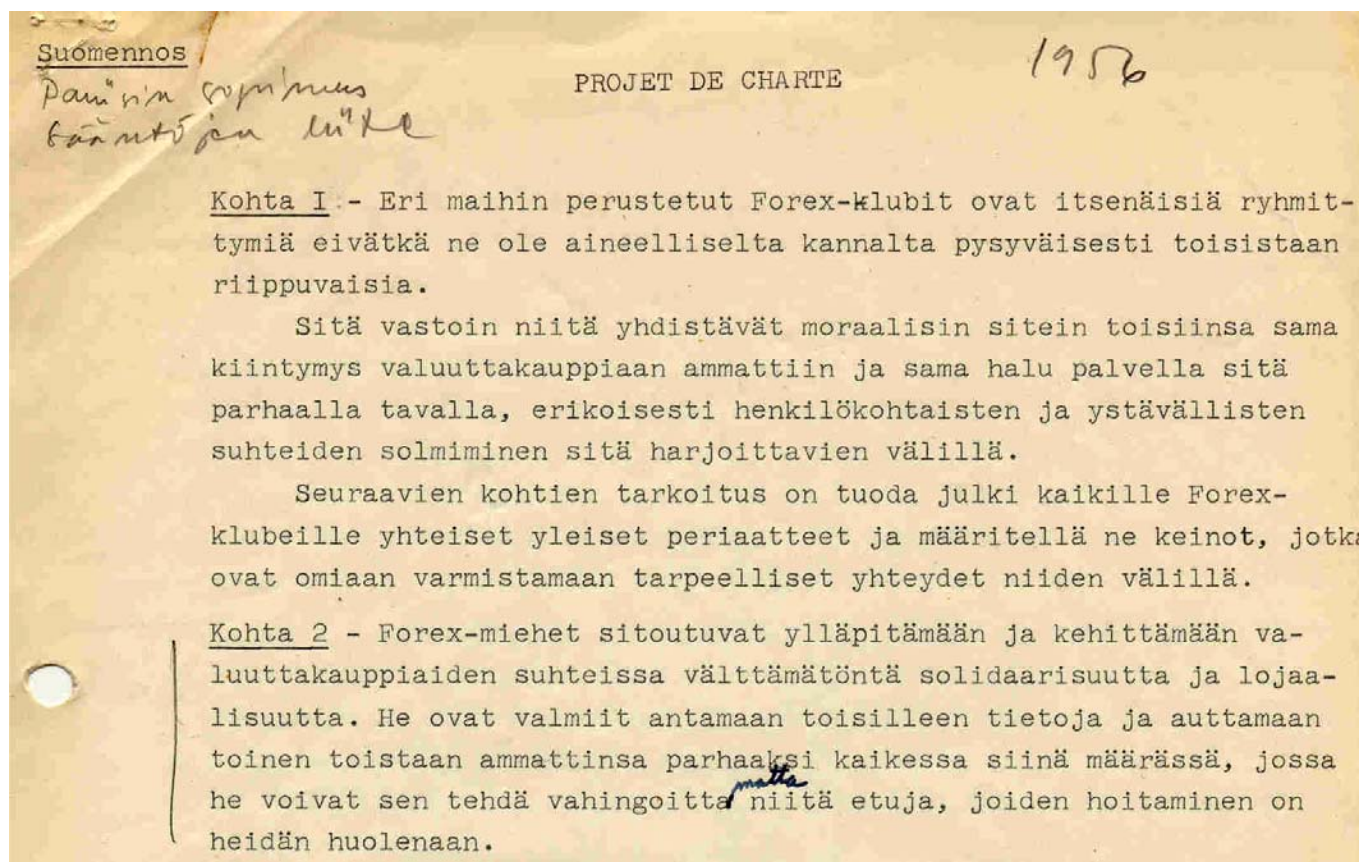 Suomennos
Pariisin sopimus
sääntöjen liite
PROJET DE CHARTE
1956
Kohta I - Eri maihin perustetut Forex-klubit ovat itsenäisiä ryhmit-
tymiä eivätkä ne ole aineelliselta kannalta pysyväisesti toisistaan
riippuvaisia.
Sitä vastoin niitä yhdistävät moraalisin sitein toisiinsa sama
kiintymys valuuttakauppiaan ammattiin ja sama halu palvella sitä
parhaalla tavalla, erikoisesti henkilökohtaisten ja ystävällisten
suhteiden solmiminen sitä harjoittavien välillä.
Seuraavien kohtien tarkoitus on tuoda julki kaikille Forex-
klubeille yhteiset yleiset periaatteet ja määritellä ne keinot, jotka
ovat omiaan varmistamaan tarpeelliset yhteydet niiden välillä.
Kohta 2 - Forex-miehet sitoutuvat ylläpitämään ja kehittämään va-
luuttakauppiaiden suhteissa välttämätöntä solidaarisuutta ja lojaa-
lisuutta. He ovat valmiit antamaan toisilleen tietoja ja auttamaan
toinen toistaan ammattinsa parhaaksi kaikessa siinä määrässä, jossa
he voivat sen tehdä vahingoittamatta niitä etuja, joiden hoitaminen on
heidän huolenaan.